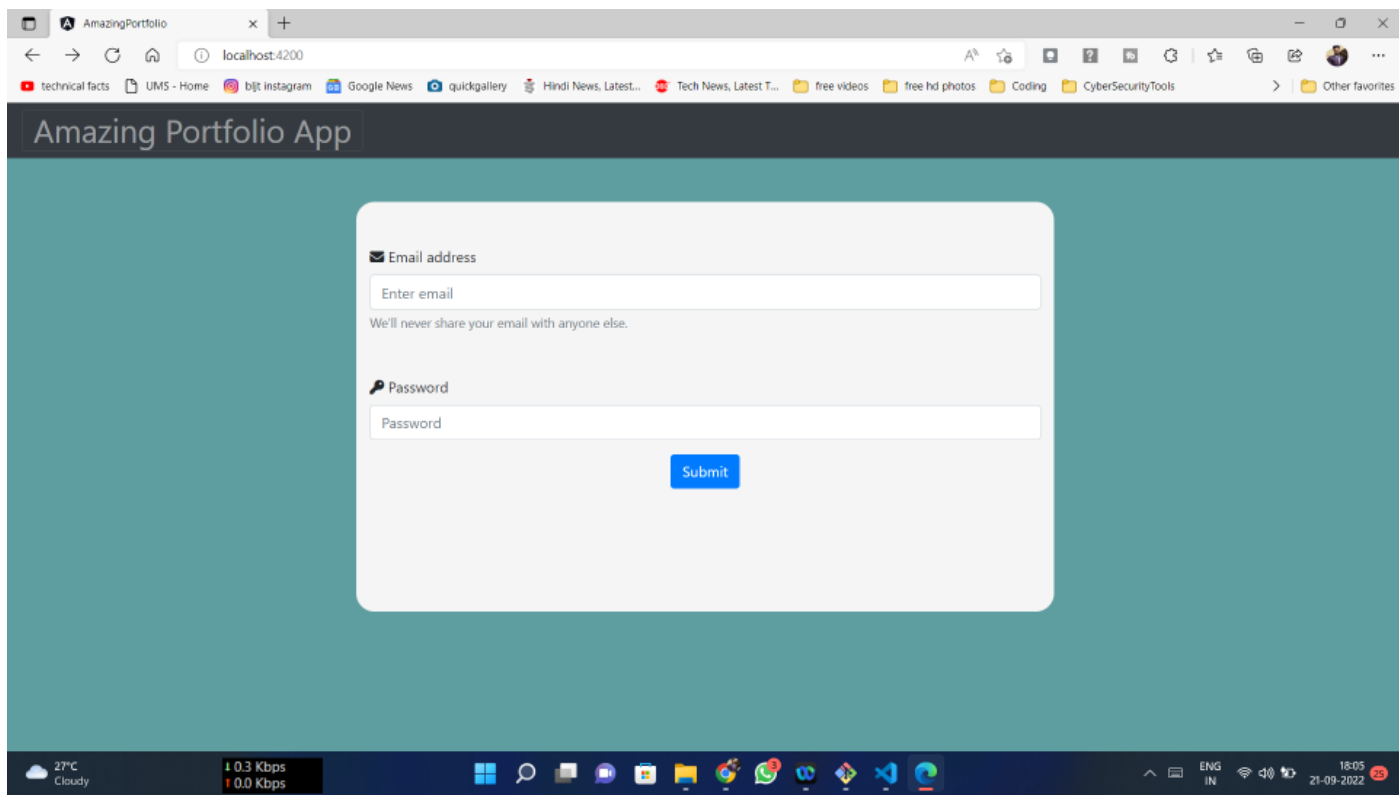 AmazingPortfolio
localhost:4200
technical facts UMS - Home bljt instagram Google News quickgallery Hindi News, Latest... Tech News, Latest T... free videos free hd photos Coding CyberSecurityTools Other favorites
Amazing Portfolio App
Email address
Enter email
We'll never share your email with anyone else.
Password
Password
Submit
27°C
Cloudy
0.3 Kbps
0.0 Kbps
ENG
IN
18:05
21-09-2022
25